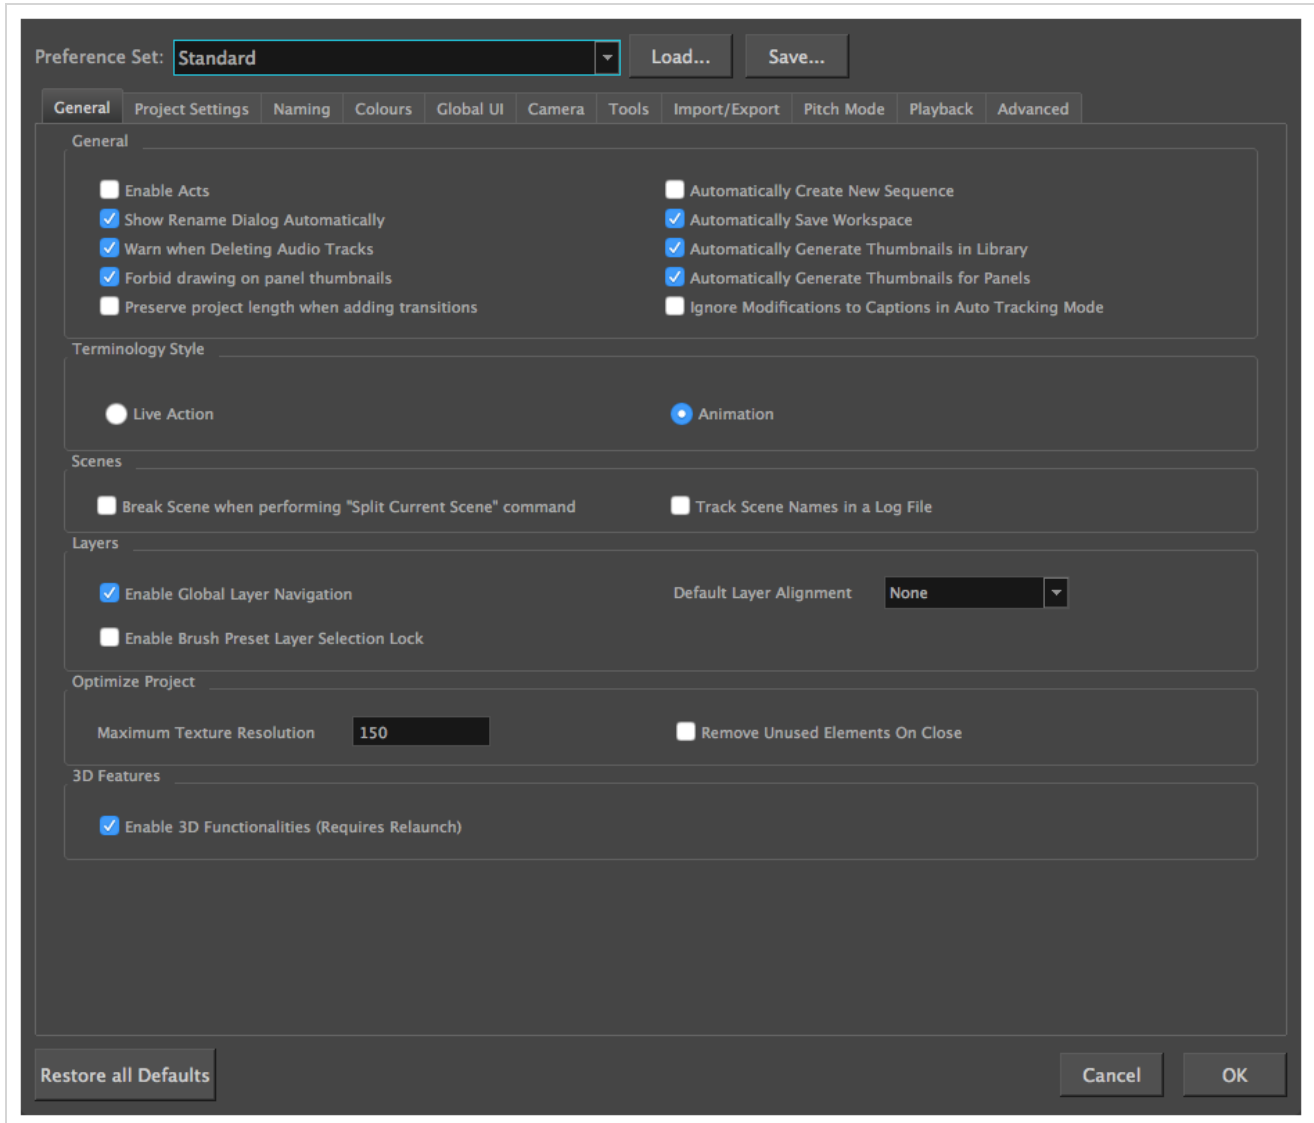 Preference Set: Standard Load... Save...
General Project Settings Naming Colours Global UI Camera Tools Import/Export Pitch Mode Playback Advanced
General
Enable Acts Automatically Create New Sequence
Show Rename Dialog Automatically Automatically Save Workspace
Warn when Deleting Audio Tracks Automatically Generate Thumbnails in Library
Forbid drawing on panel thumbnails Automatically Generate Thumbnails for Panels
Preserve project length when adding transitions Ignore Modifications to Captions in Auto Tracking Mode
Terminology Style
Live Action Animation
Scenes
Break Scene when performing "Split Current Scene" command Track Scene Names in a Log File
Layers
Enable Global Layer Navigation Default Layer Alignment None
Enable Brush Preset Layer Selection Lock
Optimize Project
Maximum Texture Resolution 150 Remove Unused Elements On Close
3D Features
Enable 3D Functionalities (Requires Relaunch)
Restore all Defaults Cancel OK